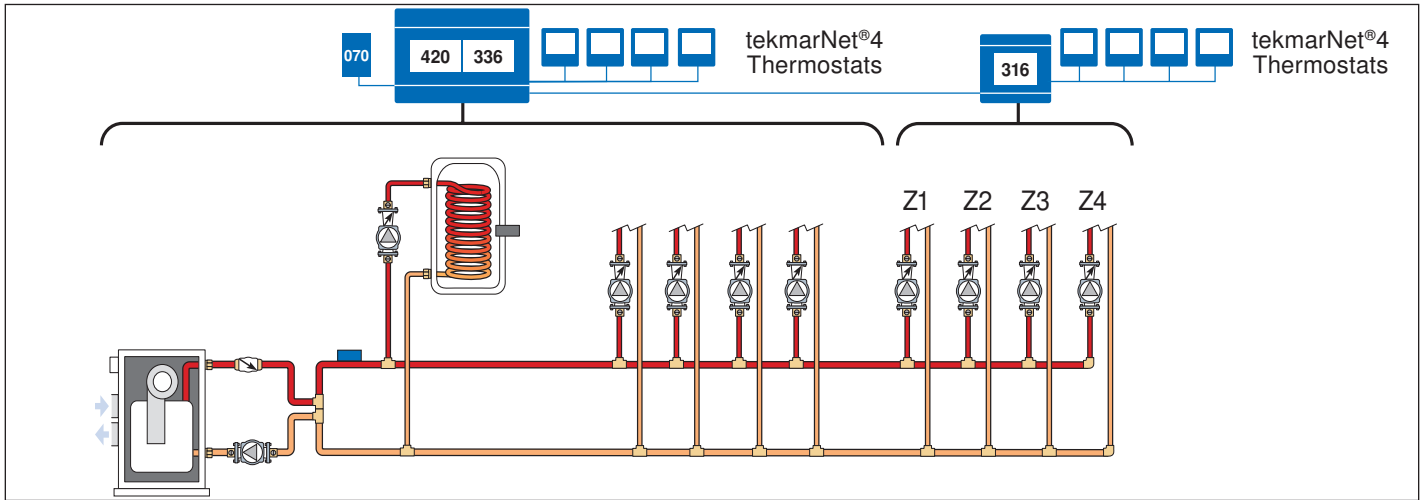 070
420 336
tekmarNet®4
Thermostats
316
tekmarNet®4
Thermostats
Z1 Z2 Z3 Z4